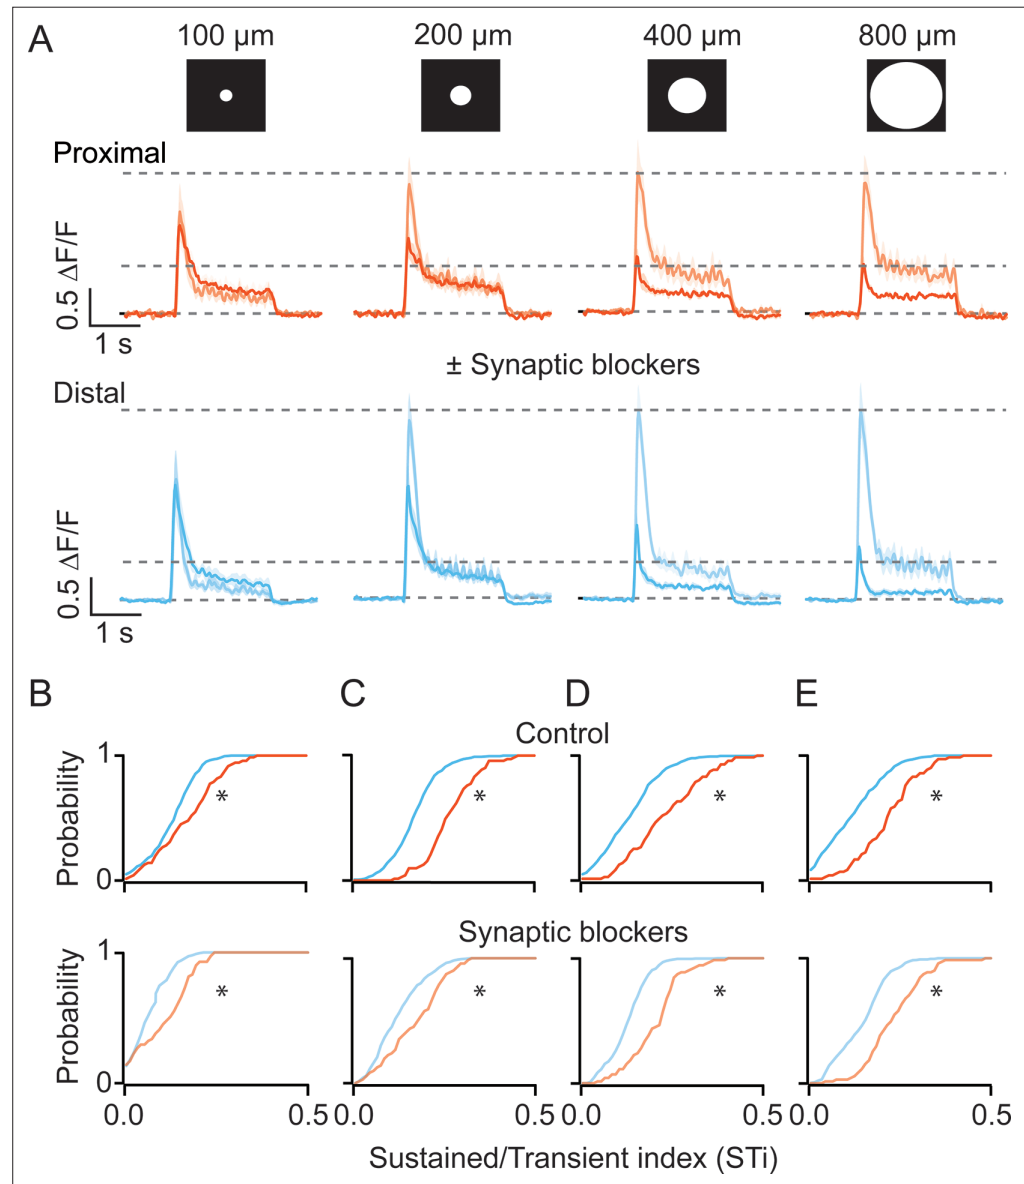 A
100 μm 200 μm 400 μm 800 μm
Proximal
0.5 ΔF/F
1 s
± Synaptic blockers
Distal
0.5 ΔF/F
1 s
B C D E
Control
Probability
1
0
* * * *
Synaptic blockers
Probability
1
0
* * * *
0.0 0.5 0.0 0.5 0.0 0.5 0.0 0.5
Sustained/Transient index (STi)